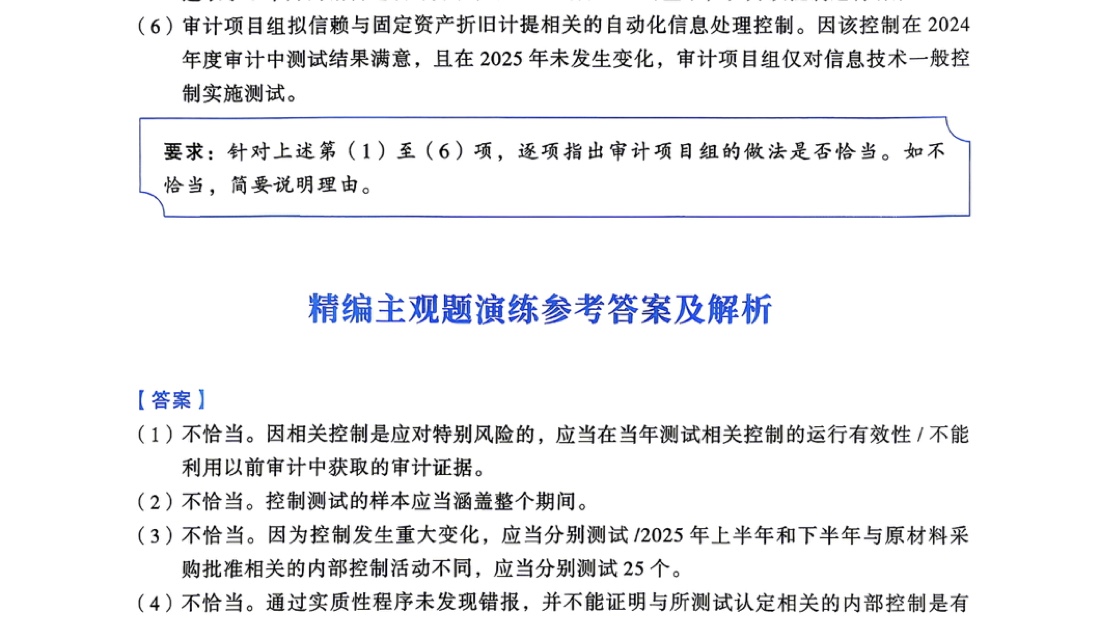 (6) 审计项目组拟信赖与固定资产折旧计提相关的自动化信息处理控制。因该控制在 2024
年度审计中测试结果满意，且在 2025 年未发生变化，审计项目组仅对信息技术一般控
制实施测试。
要求：针对上述第（1）至（6）项，逐项指出审计项目组的做法是否恰当。如不
恰当，简要说明理由。
精编主观题演练参考答案及解析
【答案】
(1) 不恰当。因相关控制是应对特别风险的，应当在当年测试相关控制的运行有效性 / 不能
利用以前审计中获取的审计证据。
(2) 不恰当。控制测试的样本应当涵盖整个期间。
(3) 不恰当。因为控制发生重大变化，应当分别测试 /2025 年上半年和下半年与原材料采
购批准相关的内部控制活动不同，应当分别测试 25 个。
(4) 不恰当。通过实质性程序未发现错报，并不能证明与所测试认定相关的内部控制是有